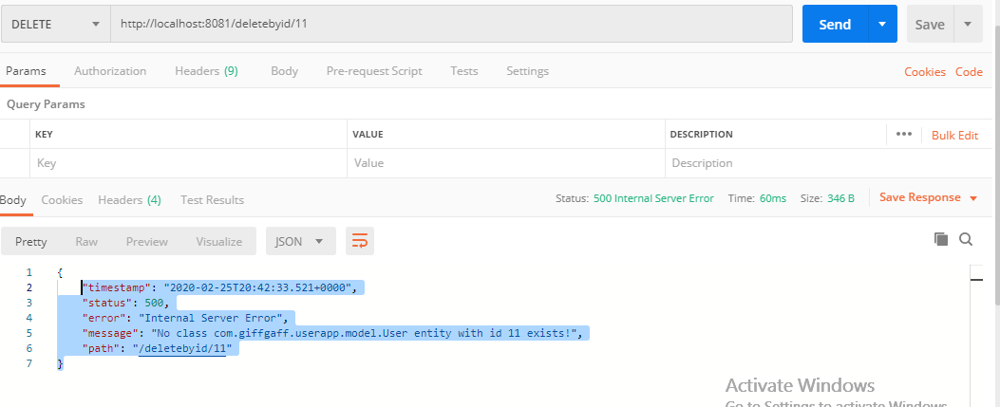 DELETE http://localhost:8081/deletebyid/11 Send Save
Params Authorization Headers (9) Body Pre-request Script Tests Settings Cookies Code
Query Params
KEY VALUE DESCRIPTION ••• Bulk Edit
Key Value Description
Body Cookies Headers (4) Test Results Status: 500 Internal Server Error Time: 60ms Size: 346 B Save Response
Pretty Raw Preview Visualize JSON
1 {
2 "timestamp": "2020-02-25T20:42:33.521+0000",
3 "status": 500,
4 "error": "Internal Server Error",
5 "message": "No class com.giffgaff.userapp.model.User entity with id 11 exists!",
6 "path": "/deletebyid/11"
7 }
Activate Windows
Go to Settings to activate Windows.